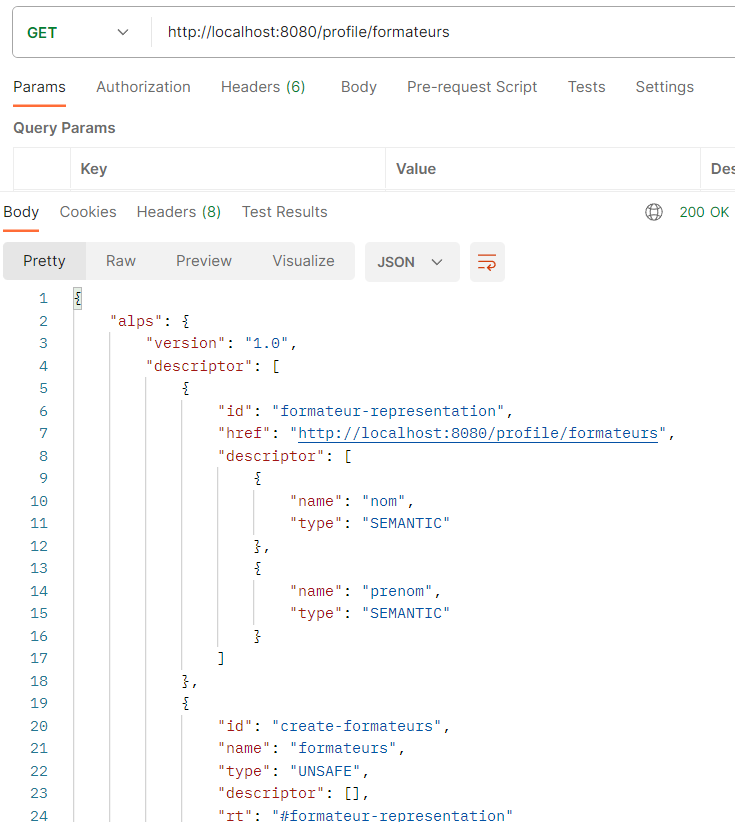 GET http://localhost:8080/profile/formateurs
Params Authorization Headers (6) Body Pre-request Script Tests Settings
Query Params
Key Value Des
Body Cookies Headers (8) Test Results 200 OK
Pretty Raw Preview Visualize JSON
1 {
2 "alps": {
3 "version": "1.0",
4 "descriptor": [
5 {
6 "id": "formateur-representation",
7 "href": "http://localhost:8080/profile/formateurs",
8 "descriptor": [
9 {
10 "name": "nom",
11 "type": "SEMANTIC"
12 },
13 {
14 "name": "prenom",
15 "type": "SEMANTIC"
16 }
17 ]
18 },
19 {
20 "id": "create-formateurs",
21 "name": "formateurs",
22 "type": "UNSAFE",
23 "descriptor": [],
24 "rt": "#formateur-representation"